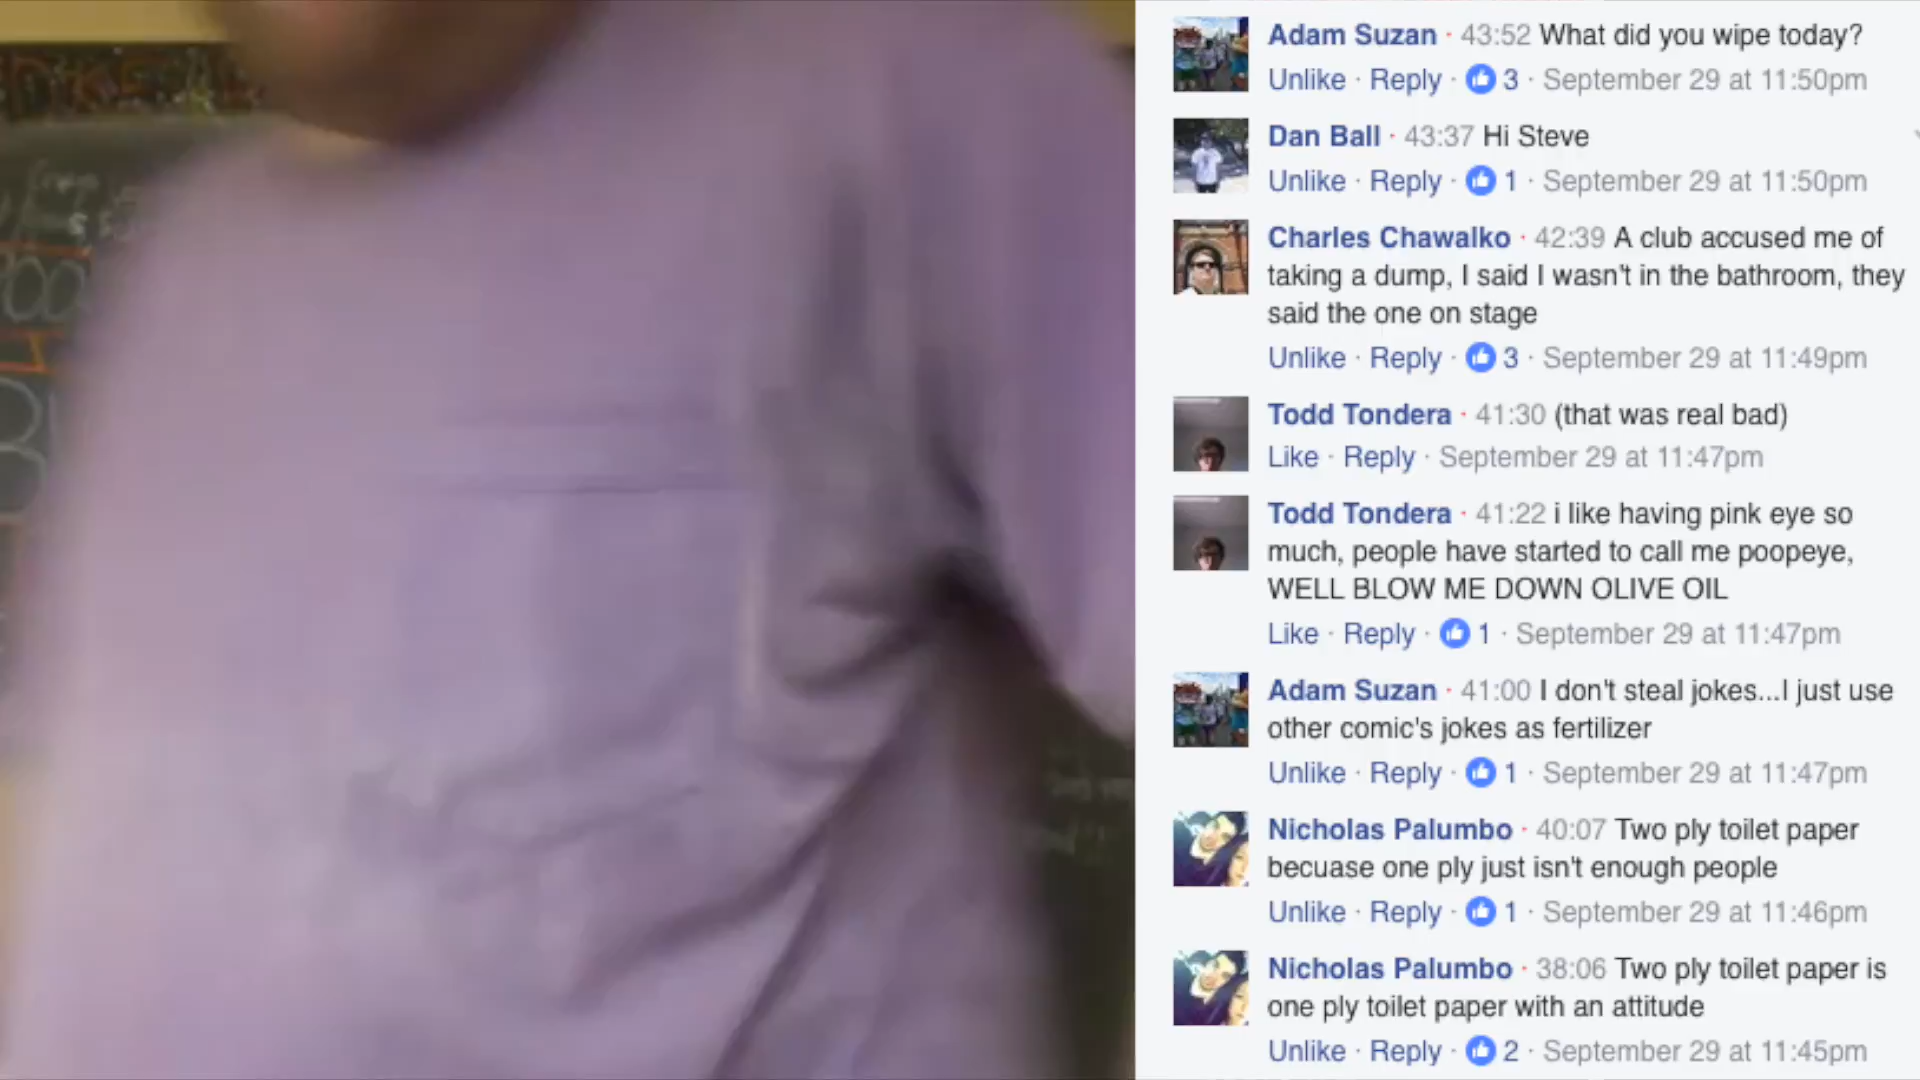 Adam Suzan · 43:52 What did you wipe today?
Unlike · Reply · 3 · September 29 at 11:50pm
Dan Ball · 43:37 Hi Steve
Unlike · Reply · 1 · September 29 at 11:50pm
Charles Chawalko · 42:39 A club accused me of
taking a dump, I said I wasn't in the bathroom, they
said the one on stage
Unlike · Reply · 3 · September 29 at 11:49pm
Todd Tondera · 41:30 (that was real bad)
Like · Reply · September 29 at 11:47pm
Todd Tondera · 41:22 i like having pink eye so
much, people have started to call me poopeye,
WELL BLOW ME DOWN OLIVE OIL
Like · Reply · 1 · September 29 at 11:47pm
Adam Suzan · 41:00 I don't steal jokes...I just use
other comic's jokes as fertilizer
Unlike · Reply · 1 · September 29 at 11:47pm
Nicholas Palumbo · 40:07 Two ply toilet paper
becuase one ply just isn't enough people
Unlike · Reply · 1 · September 29 at 11:46pm
Nicholas Palumbo · 38:06 Two ply toilet paper is
one ply toilet paper with an attitude
Unlike · Reply · 2 · September 29 at 11:45pm